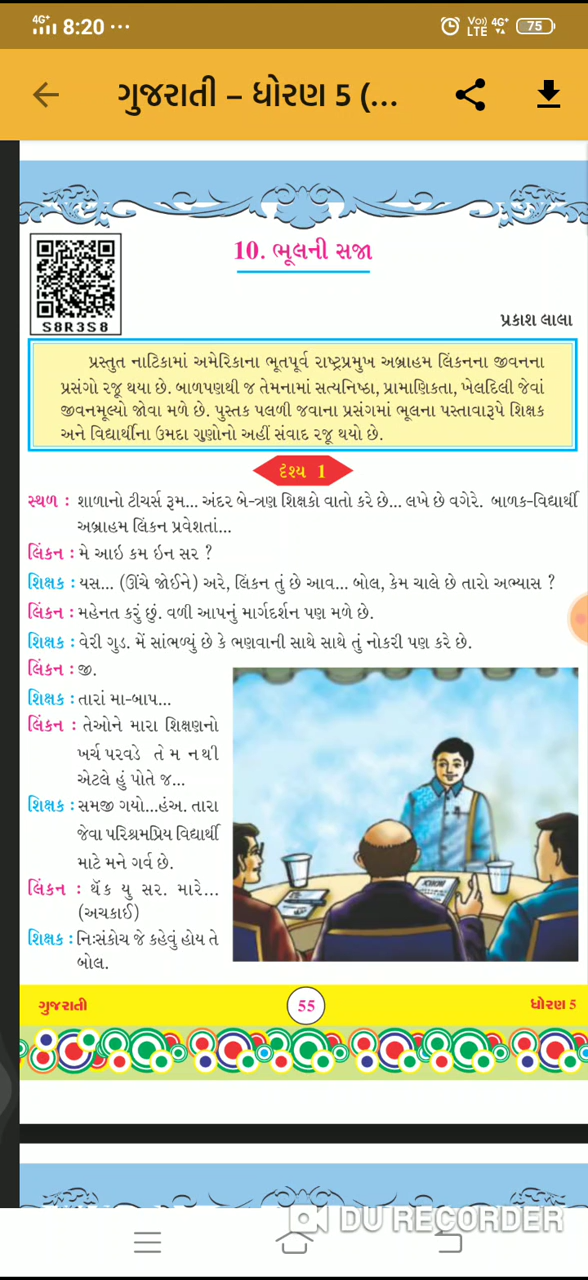 4G+ 8:20 ...
Vo)) LTE 4G+ 75
ગુજરાતી – ધોરણ 5 (...
10. ભૂલની સજા
S8R3S8
પ્રકાશ લાલા
પ્રસ્તુત નાટિકામાં અમેરિકાના ભૂતપૂર્વ રાષ્ટ્રપ્રમુખ અબ્રાહમ લિંકનના જીવનના
પ્રસંગો રજૂ થયા છે. બાળપણથી જ તેમનામાં સત્યનિષ્ઠા, પ્રામાણિકતા, ખેલદિલી જેવાં
જીવનમૂલ્યો જોવા મળે છે. પુસ્તક પલળી જવાના પ્રસંગમાં ભૂલના પસ્તાવારૂપે શિક્ષક
અને વિદ્યાર્થીના ઉમદા ગુણોનો અહીં સંવાદ રજૂ થયો છે.
દૃશ્ય 1
સ્થળ : શાળાનો ટીચર્સ રૂમ... અંદર બે-ત્રણ શિક્ષકો વાતો કરે છે... લખે છે વગેરે. બાળક-વિદ્યાર્થી
અબ્રાહમ લિંકન પ્રવેશતાં...
લિંકન : મે આઇ કમ ઇન સર ?
શિક્ષક : યસ... (ઊંચે જોઈને) અરે, લિંકન તું છે આવ... બોલ, કેમ ચાલે છે તારો અભ્યાસ ?
લિંકન : મહેનત કરું છું. વળી આપનું માર્ગદર્શન પણ મળે છે.
શિક્ષક : વેરી ગુડ. મેં સાંભળ્યું છે કે ભણવાની સાથે સાથે તું નોકરી પણ કરે છે.
લિંકન : જી.
શિક્ષક : તારાં મા-બાપ...
લિંકન : તેઓને મારા શિક્ષણનો
ખર્ચ પરવડે તેમ નથી
એટલે હું પોતે જ...
શિક્ષક : સમજી ગયો...હંઅ. તારા
જેવા પરિશ્રમપ્રિય વિદ્યાર્થી
માટે મને ગર્વ છે.
લિંકન : થૅંક યુ સર. મારે...
(અચકાઈ)
શિક્ષક : નિઃસંકોચ જે કહેવું હોય તે
બોલ.
ગુજરાતી
55
ધોરણ 5
DU RECORDER